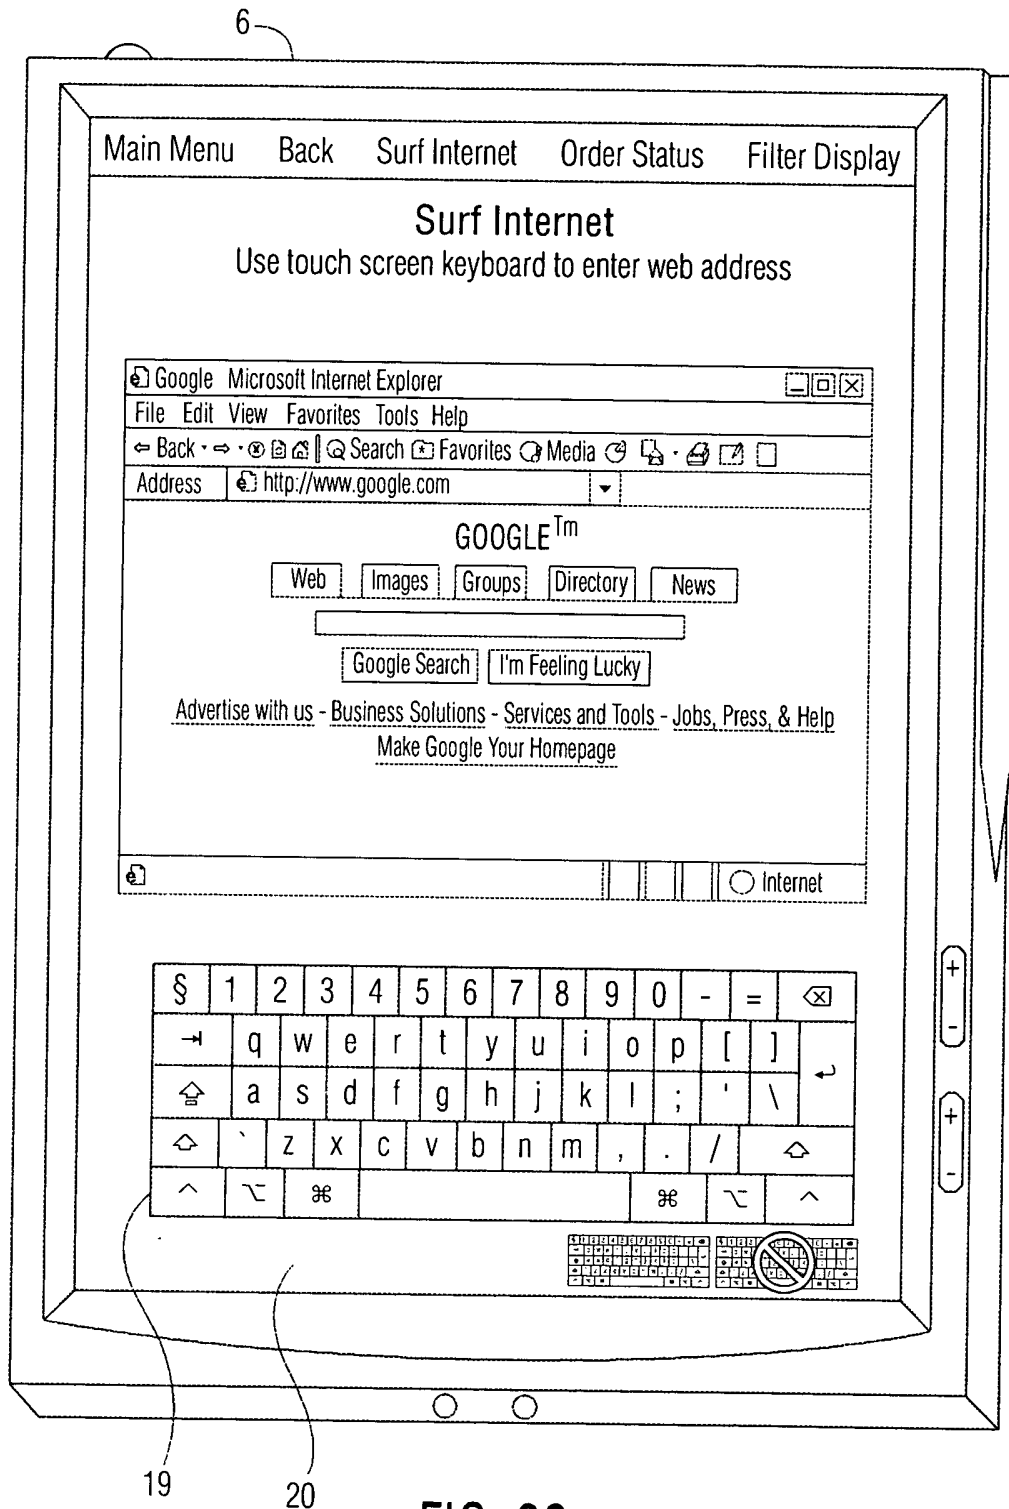 6
Main Menu Back Surf Internet Order Status Filter Display
Surf Internet
Use touch screen keyboard to enter web address
Google Microsoft Internet Explorer
File Edit View Favorites Tools Help
Back Search Favorites Media
Address http://www.google.com
GOOGLE™
Web Images Groups Directory News
Google Search I'm Feeling Lucky
Advertise with us - Business Solutions - Services and Tools - Jobs, Press, & Help
Make Google Your Homepage
Internet
§ 1 2 3 4 5 6 7 8 9 0 - =
q w e r t y u i o p [ ]
a s d f g h j k l ; ' \
` z x c v b n m , . /
^ ⌥ ⌘ ⌘ ⌥ ^
+
-
+
-
19
20